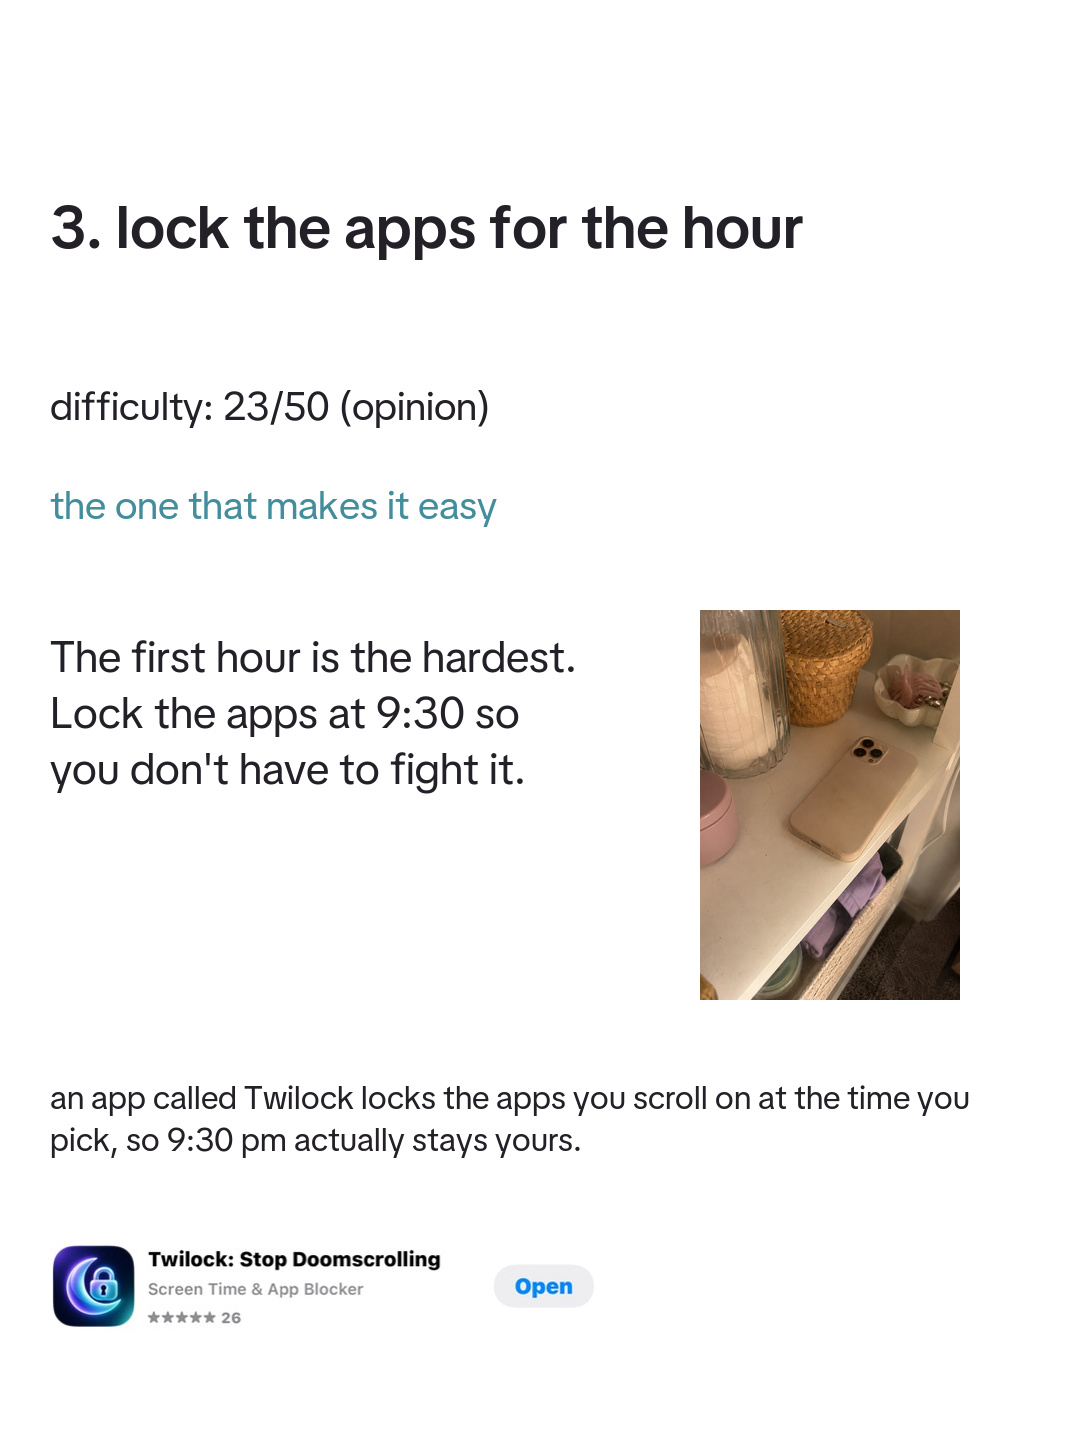 3. lock the apps for the hour
difficulty: 23/50 (opinion)
the one that makes it easy
The first hour is the hardest.
Lock the apps at 9:30 so
you don't have to fight it.
an app called Twilock locks the apps you scroll on at the time you
pick, so 9:30 pm actually stays yours.
Twilock: Stop Doomscrolling
Screen Time & App Blocker
★★★★★ 26
Open